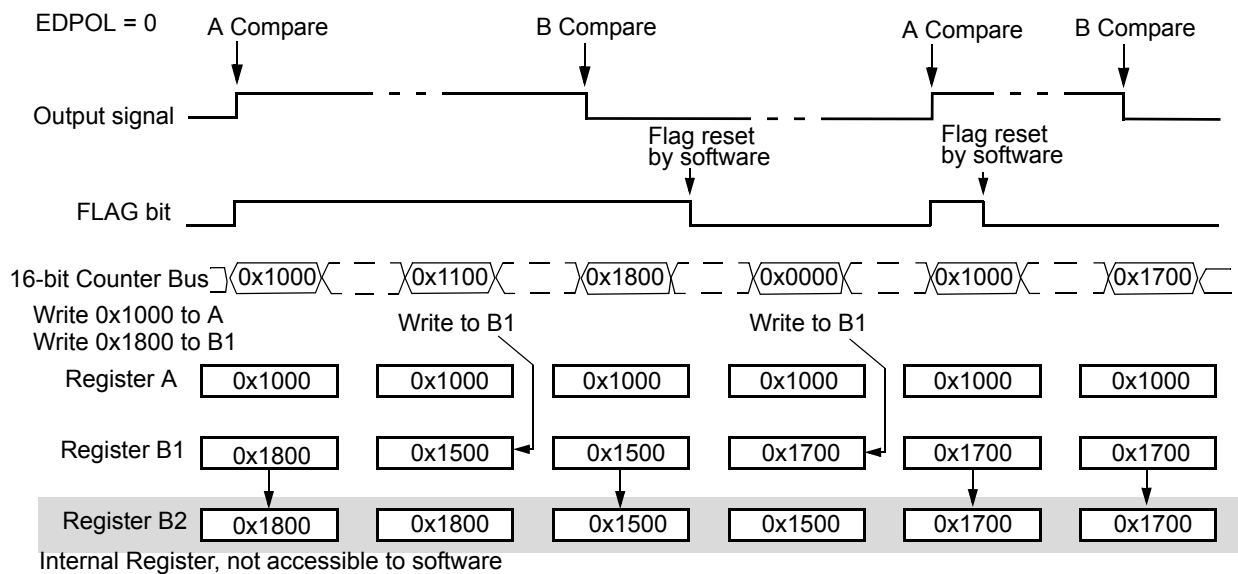 EDPOL = 0
A Compare
B Compare
A Compare
B Compare
Output signal
Flag reset
by software
Flag reset
by software
FLAG bit
16-bit Counter Bus
0x1000
0x1100
0x1800
0x0000
0x1000
0x1700
Write 0x1000 to A
Write 0x1800 to B1
Write to B1
Write to B1
Register A
0x1000
0x1000
0x1000
0x1000
0x1000
0x1000
Register B1
0x1800
0x1500
0x1500
0x1700
0x1700
0x1700
Register B2
0x1800
0x1800
0x1500
0x1500
0x1700
0x1700
Internal Register, not accessible to software